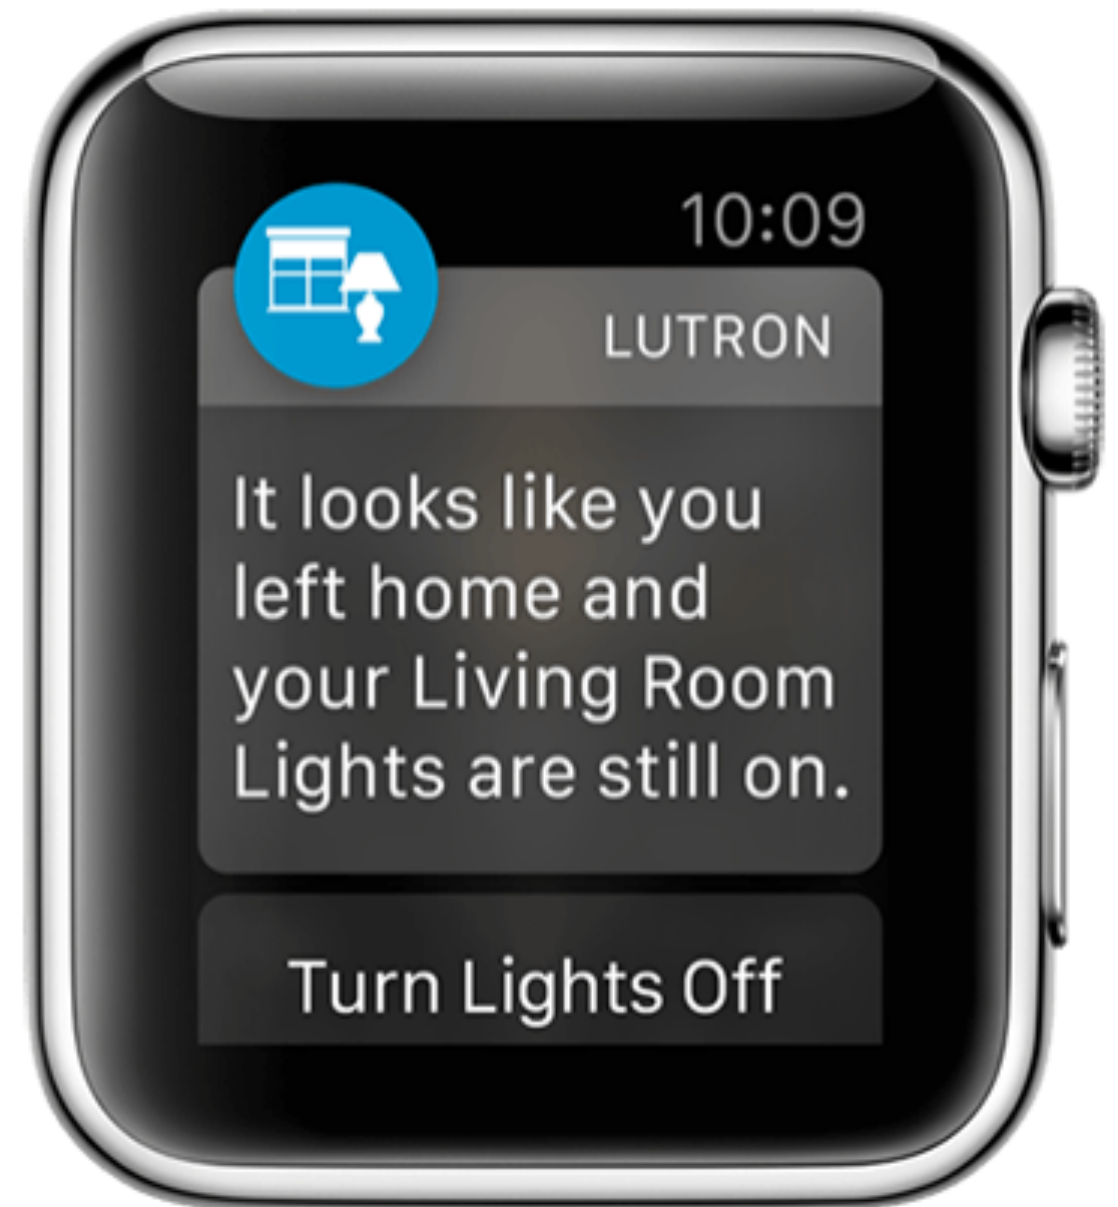 10:09
LUTRON
It looks like you
left home and
your Living Room
Lights are still on.
Turn Lights Off